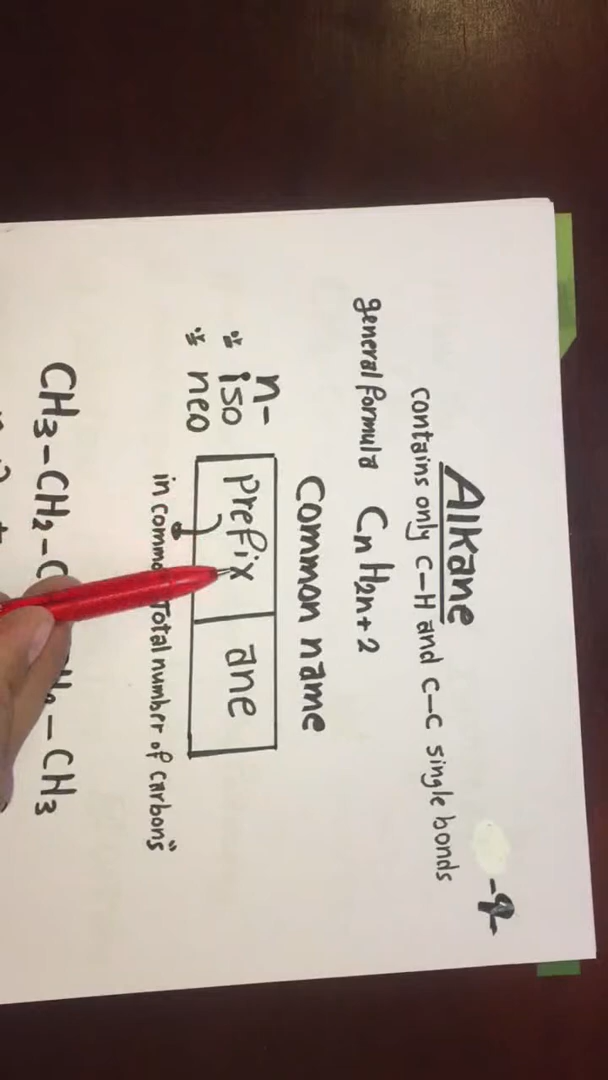 -9-
Alkane
contains only C-H and C-C single bonds
general formula CnH2n+2
Common name
n-
" iso
" neo
prefix ane
in comm Total number of carbons"
CH3-CH2-C -CH3